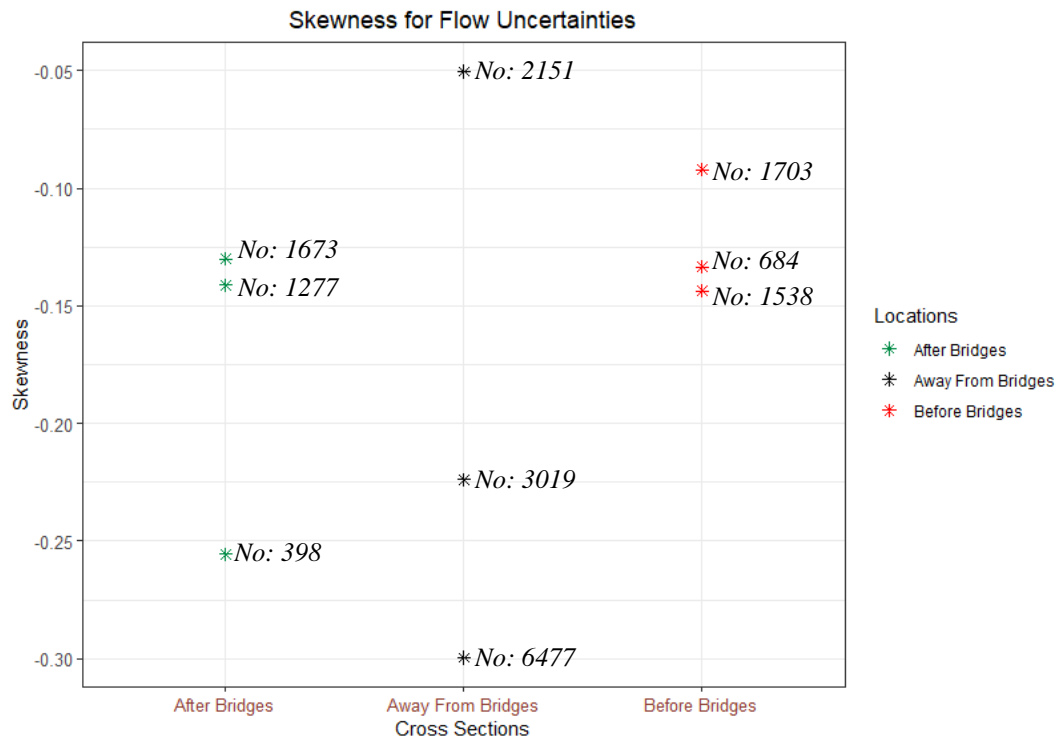 Skewness for Flow Uncertainties
Skewness
-0.05
-0.10
-0.15
-0.20
-0.25
-0.30
No: 2151
No: 1703
No: 1673
No: 684
No: 1277
No: 1538
No: 3019
No: 398
No: 6477
After Bridges
Away From Bridges
Before Bridges
Cross Sections
Locations
After Bridges
Away From Bridges
Before Bridges